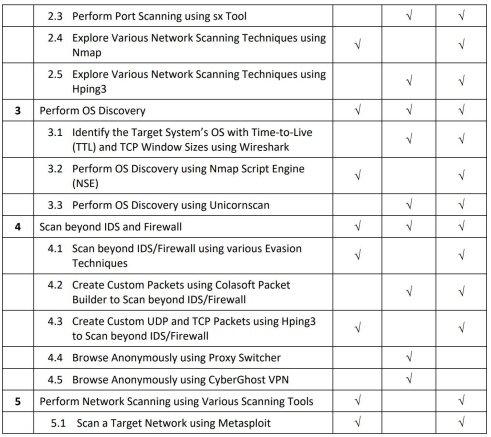 2.3 Perform Port Scanning using sx Tool √ √
2.4 Explore Various Network Scanning Techniques using √ √
Nmap
2.5 Explore Various Network Scanning Techniques using √ √
Hping3
3 Perform OS Discovery √ √ √
3.1 Identify the Target System’s OS with Time-to-Live √ √
(TTL) and TCP Window Sizes using Wireshark
3.2 Perform OS Discovery using Nmap Script Engine √ √
(NSE)
3.3 Perform OS Discovery using Unicornscan √ √
4 Scan beyond IDS and Firewall √ √ √
4.1 Scan beyond IDS/Firewall using various Evasion √ √
Techniques
4.2 Create Custom Packets using Colasoft Packet √ √
Builder to Scan beyond IDS/Firewall
4.3 Create Custom UDP and TCP Packets using Hping3 √ √
to Scan beyond IDS/Firewall
4.4 Browse Anonymously using Proxy Switcher √
4.5 Browse Anonymously using CyberGhost VPN √
5 Perform Network Scanning using Various Scanning Tools √ √
5.1 Scan a Target Network using Metasploit √ √